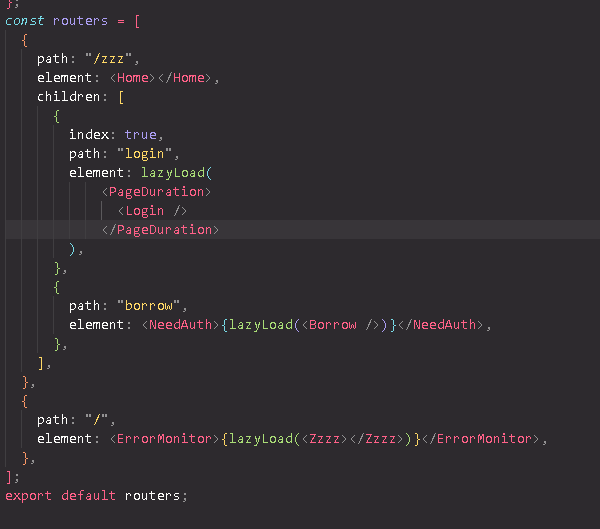 };
const routers = [
  {
    path: "/zzz",
    element: <Home></Home>,
    children: [
      {
        index: true,
        path: "login",
        element: lazyLoad(
            <PageDuration>
              <Login />
            </PageDuration>
        ),
      },
      {
        path: "borrow",
        element: <NeedAuth>{lazyLoad(<Borrow />)}</NeedAuth>,
      },
    ],
  },
  {
    path: "/",
    element: <ErrorMonitor>{lazyLoad(<Zzzz></Zzzz>)}</ErrorMonitor>,
  },
];
export default routers;